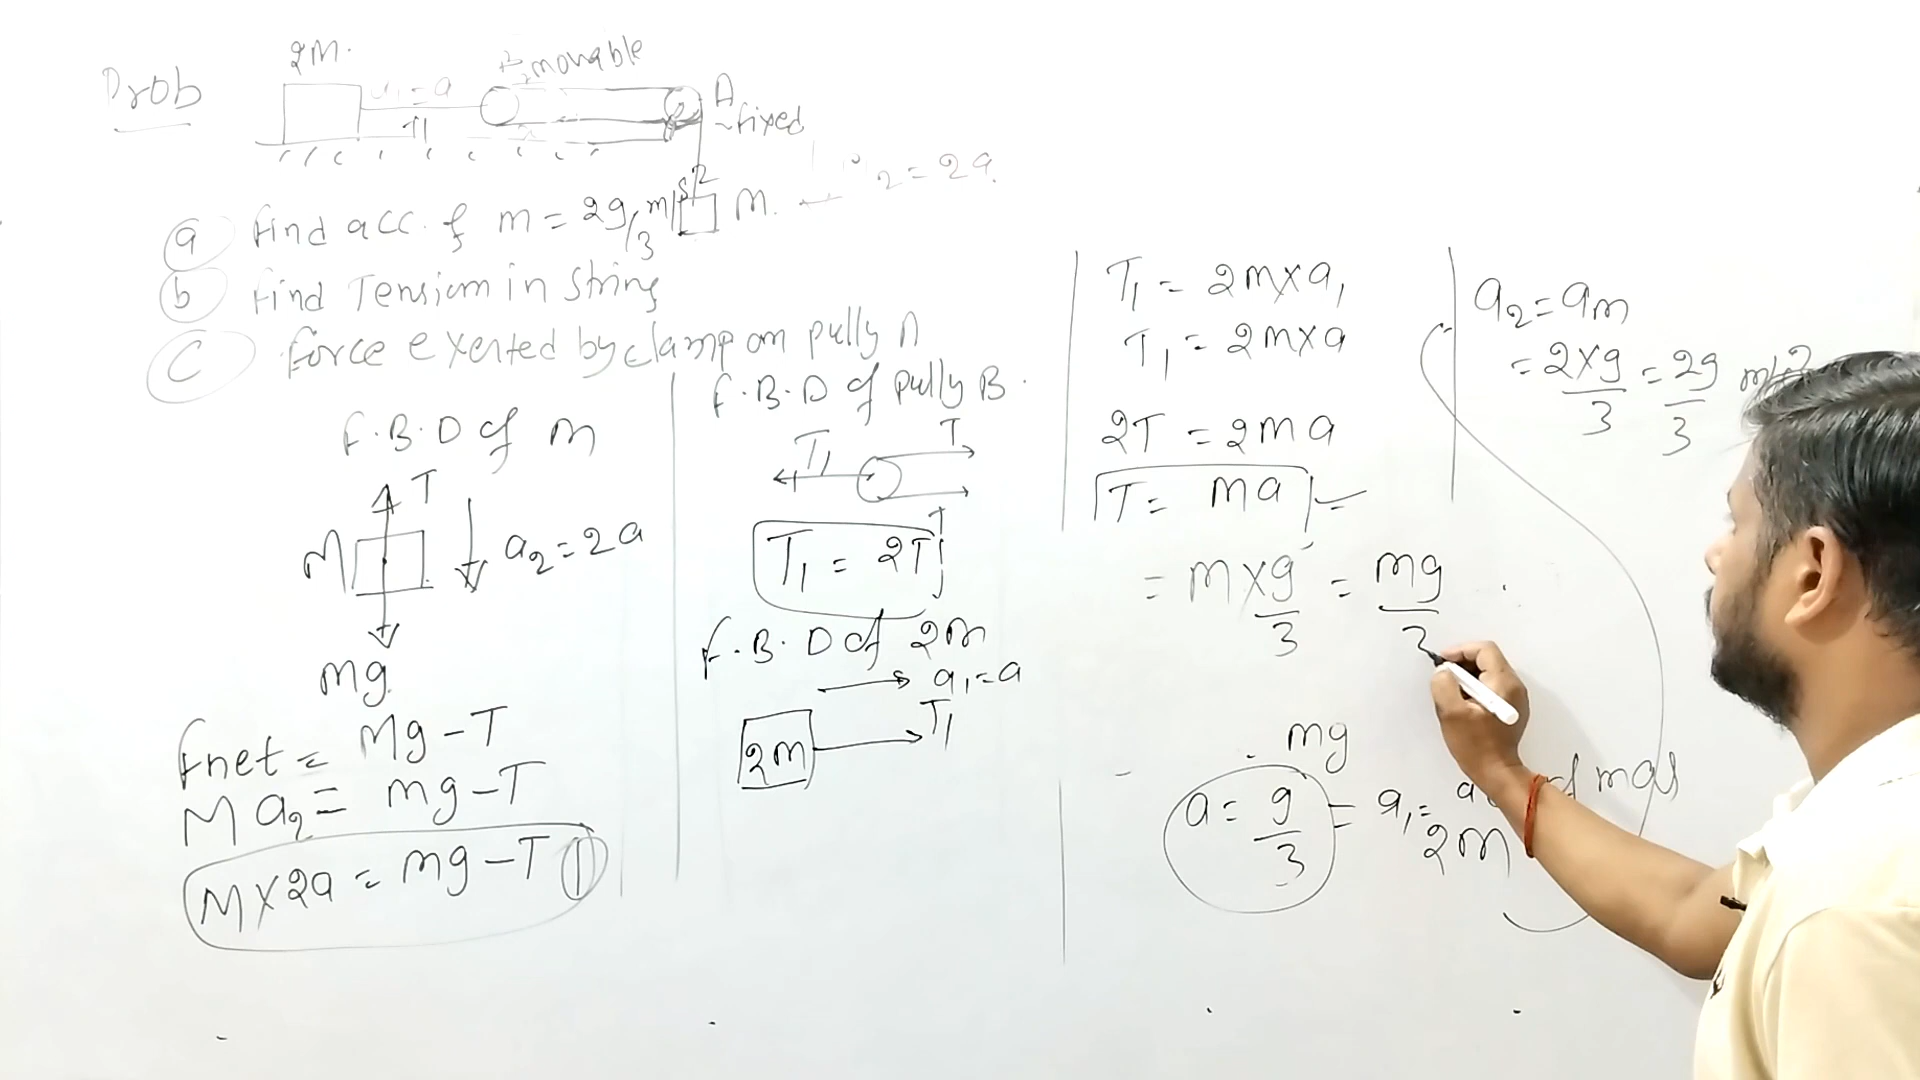 Prob
2M.
movable
a₁ = a
T₁
A
fixed
M.
₂ = 2a
(a) find acc. of m = 2g/3 m/s²
(b) find Tension in string
(c) force exerted by clamp on pully A
F.B.D of m
T
M
a₂ = 2a
mg
Fnet = Mg - T
Ma₂ = mg - T
M×2a = mg - T (1)
F.B.D of pully B.
T₁
T
T
T₁ = 2T
F.B.D of 2m
a₁ = a
2m
T₁
T₁ = 2m×a₁
T₁ = 2m×a
2T = 2ma
T = ma
= m×g/3 = mg/3
mg
a = g/3 = a₁ =
2m
a₂ = am
= 2×g/3 = 2g/3